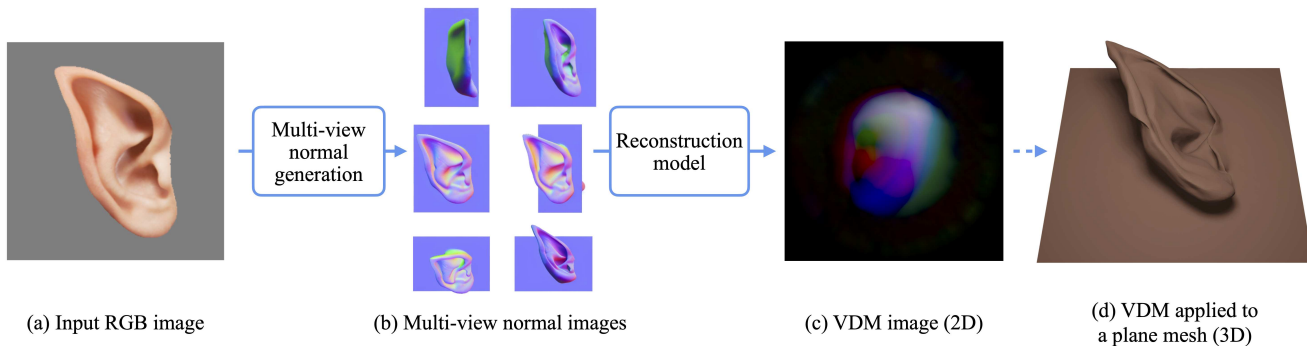 Multi-view
normal
generation
Reconstruction
model
(a) Input RGB image
(b) Multi-view normal images
(c) VDM image (2D)
(d) VDM applied to
a plane mesh (3D)